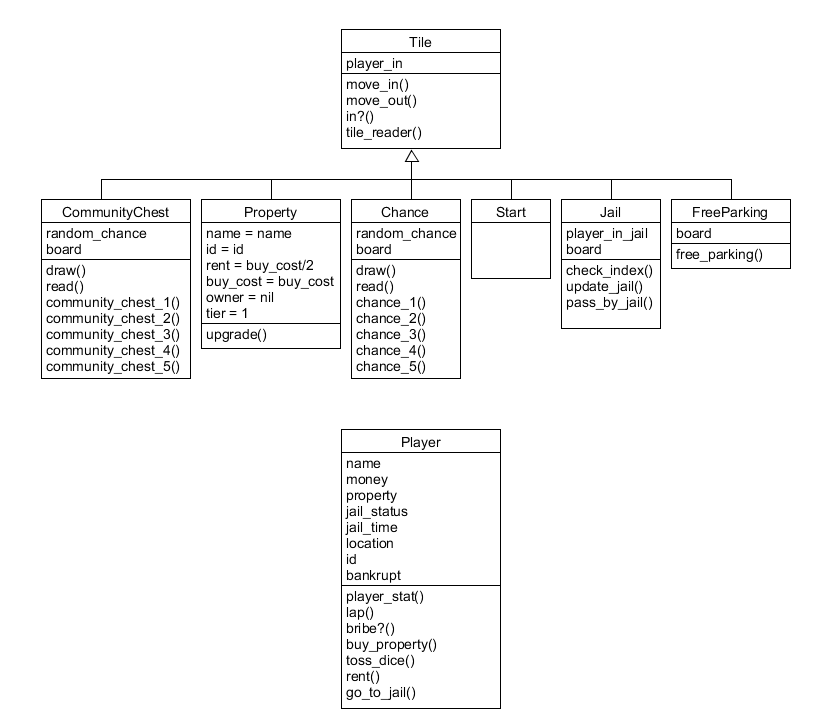 Tile
player_in
move_in()
move_out()
in?()
tile_reader()
CommunityChest
random_chance
board
draw()
read()
community_chest_1()
community_chest_2()
community_chest_3()
community_chest_4()
community_chest_5()
Property
name = name
id = id
rent = buy_cost/2
buy_cost = buy_cost
owner = nil
tier = 1
upgrade()
Chance
random_chance
board
draw()
read()
chance_1()
chance_2()
chance_3()
chance_4()
chance_5()
Start
Jail
player_in_jail
board
check_index()
update_jail()
pass_by_jail()
FreeParking
board
free_parking()
Player
name
money
property
jail_status
jail_time
location
id
bankrupt
player_stat()
lap()
bribe?()
buy_property()
toss_dice()
rent()
go_to_jail()